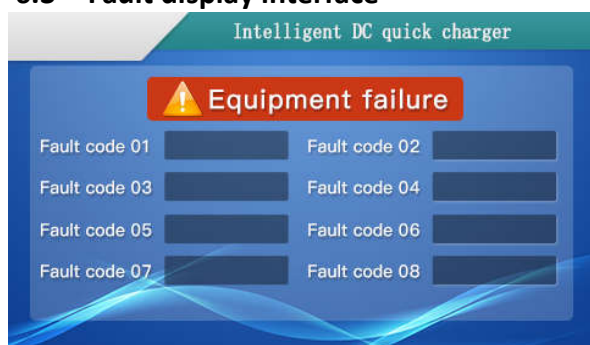 Fault display interface
Intelligent DC quick charger
Equipment failure
Fault code 01
Fault code 02
Fault code 03
Fault code 04
Fault code 05
Fault code 06
Fault code 07
Fault code 08